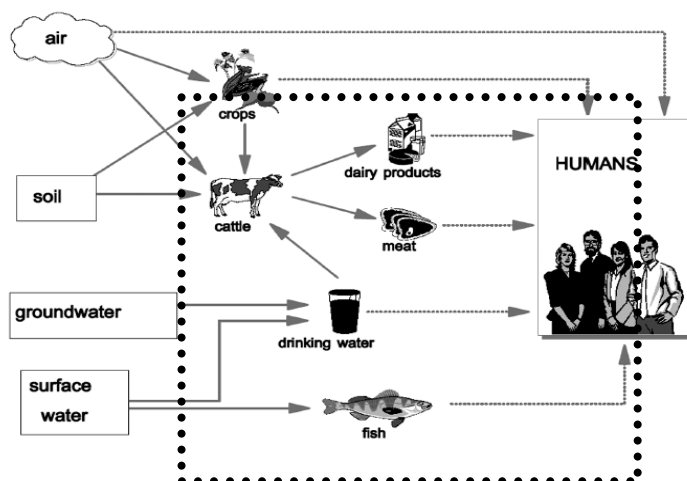 air
crops
dairy products
HUMANS
soil
cattle
meat
groundwater
drinking water
surface
water
fish